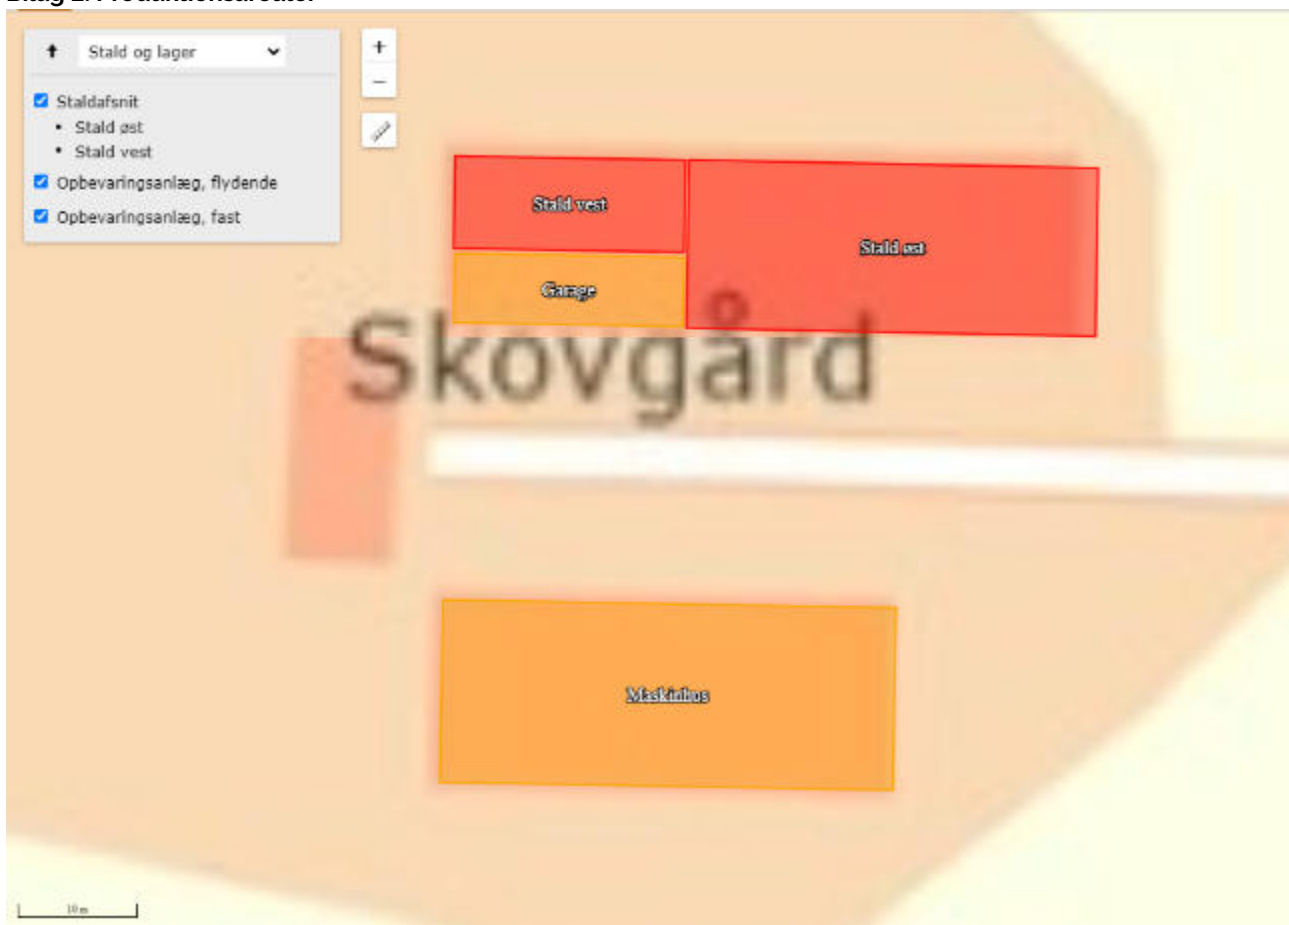 Stald og lager
Staldafsnit
• Stald øst
• Stald vest
Opbevaringsanlæg, flydende
Opbevaringsanlæg, fast
+
−
Stald vest
Stald øst
Garage
Skovgård
Maskinhus
10 m